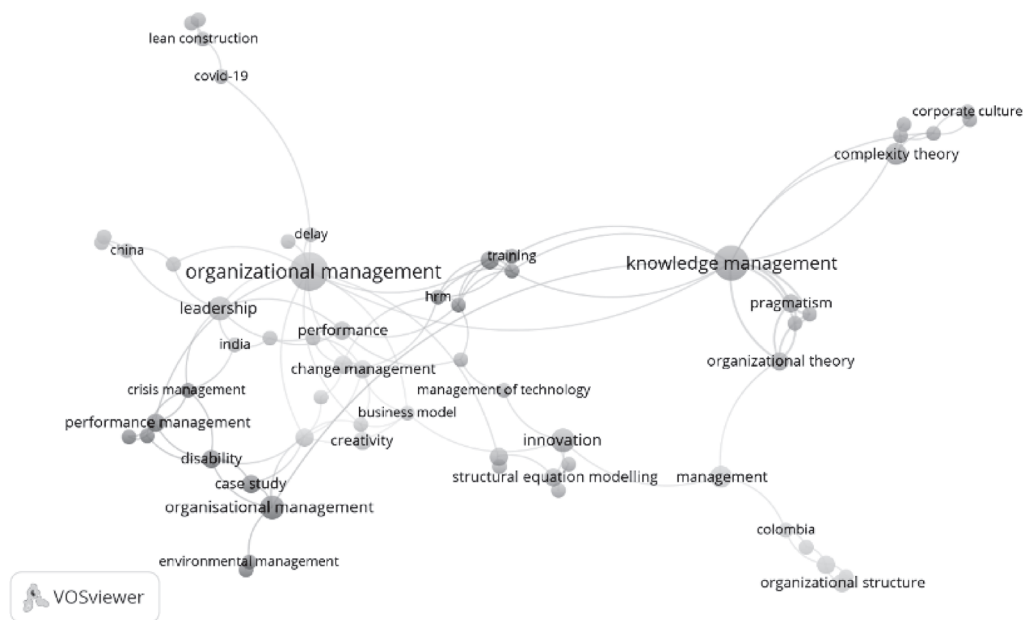 lean construction
covid-19
corporate culture
complexity theory
delay
china
training
organizational management
knowledge management
hrm
pragmatism
leadership
performance
india
organizational theory
change management
crisis management
management of technology
business model
performance management
creativity
innovation
disability
case study
structural equation modelling
management
organisational management
colombia
environmental management
organizational structure
VOSviewer